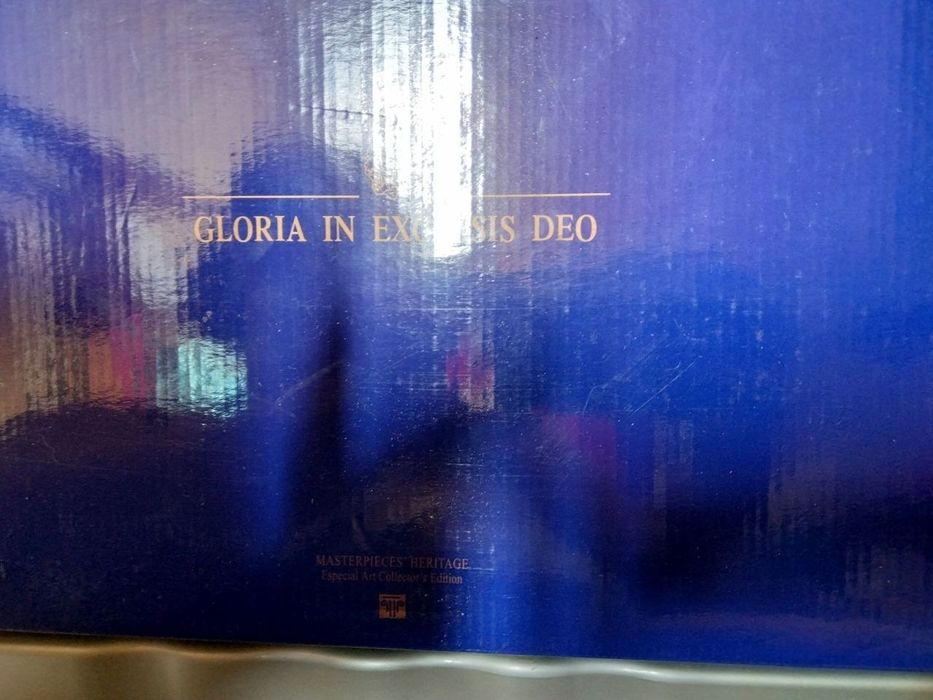 GLORIA IN DEO
MASTERPIECES' HERITAGE
Especial Art Collector's Edition